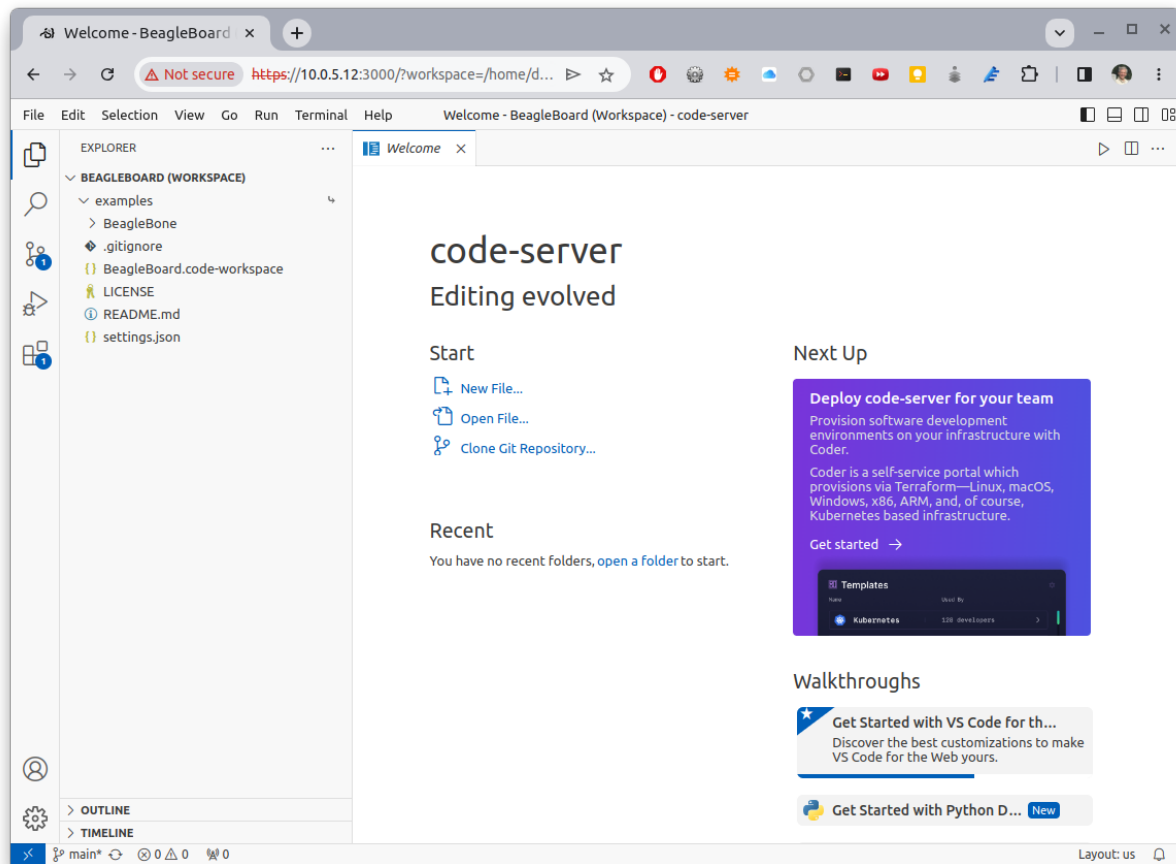 Welcome - BeagleBoard
Not secure https://10.0.5.12:3000/?workspace=/home/d...
File Edit Selection View Go Run Terminal Help Welcome - BeagleBoard (Workspace) - code-server
EXPLORER
Welcome
BEAGLEBOARD (WORKSPACE)
examples
BeagleBone
.gitignore
BeagleBoard.code-workspace
LICENSE
README.md
settings.json
1
1
code-server
Editing evolved
Start
New File...
Open File...
Clone Git Repository...
Recent
You have no recent folders, open a folder to start.
Next Up
Deploy code-server for your team
Provision software development
environments on your infrastructure with
Coder.
Coder is a self-service portal which
provisions via Terraform—Linux, macOS,
Windows, x86, ARM, and, of course,
Kubernetes based infrastructure.
Get started
Templates
Name Used By
Kubernetes 120 developers
Walkthroughs
Get Started with VS Code for th...
Discover the best customizations to make
VS Code for the Web yours.
Get Started with Python D... New
OUTLINE
TIMELINE
main* 0 0 0 Layout: us